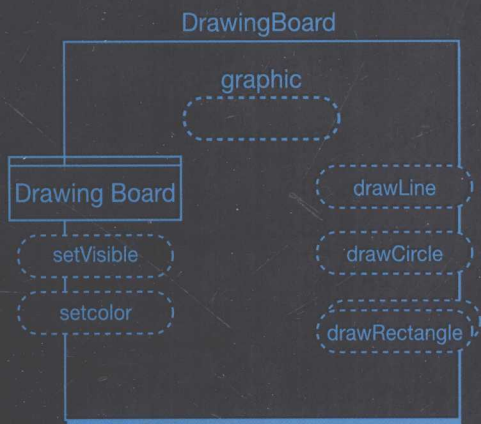 DrawingBoard
graphic
Drawing Board
drawLine
setVisible
drawCircle
setcolor
drawRectangle